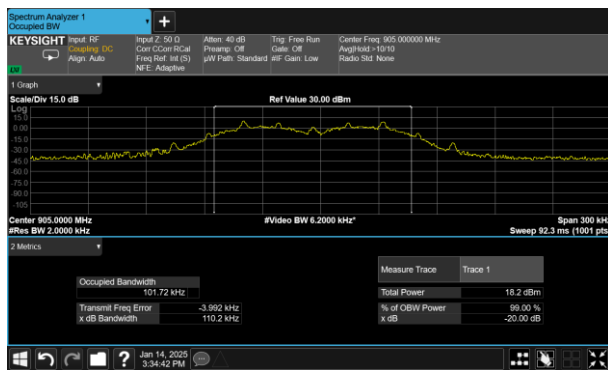 Spectrum Analyzer 1
Occupied BW
KEYSIGHT
Input: RF
Coupling: DC
Align: Auto
Input Z: 50 Ω
Corr CCorr RCal
Freq Ref: Int (S)
NFE: Adaptive
Atten: 40 dB
Preamp: Off
µW Path: Standard
Trig: Free Run
Gate: Off
#IF Gain: Low
Center Freq: 905.000000 MHz
Avg|Hold:>10/10
Radio Std: None
1 Graph
Scale/Div 15.0 dB
Ref Value 30.00 dBm
Log
15.0
0.00
-15.0
-30.0
-45.0
-60.0
-75.0
-90.0
-105
Center 905.0000 MHz
#Video BW 6.2000 kHz*
Span 300 kHz
#Res BW 2.0000 kHz
Sweep 92.3 ms (1001 pts
2 Metrics
Measure Trace
Trace 1
Occupied Bandwidth
101.72 kHz
Total Power
18.2 dBm
Transmit Freq Error
-3.992 kHz
% of OBW Power
99.00 %
x dB Bandwidth
110.2 kHz
x dB
-20.00 dB
?
Jan 14, 2025
3:34:42 PM